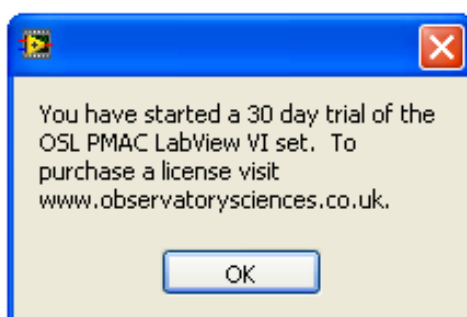 You have started a 30 day trial of the
OSL PMAC LabView VI set.  To
purchase a license visit
www.observatorysciences.co.uk.
OK